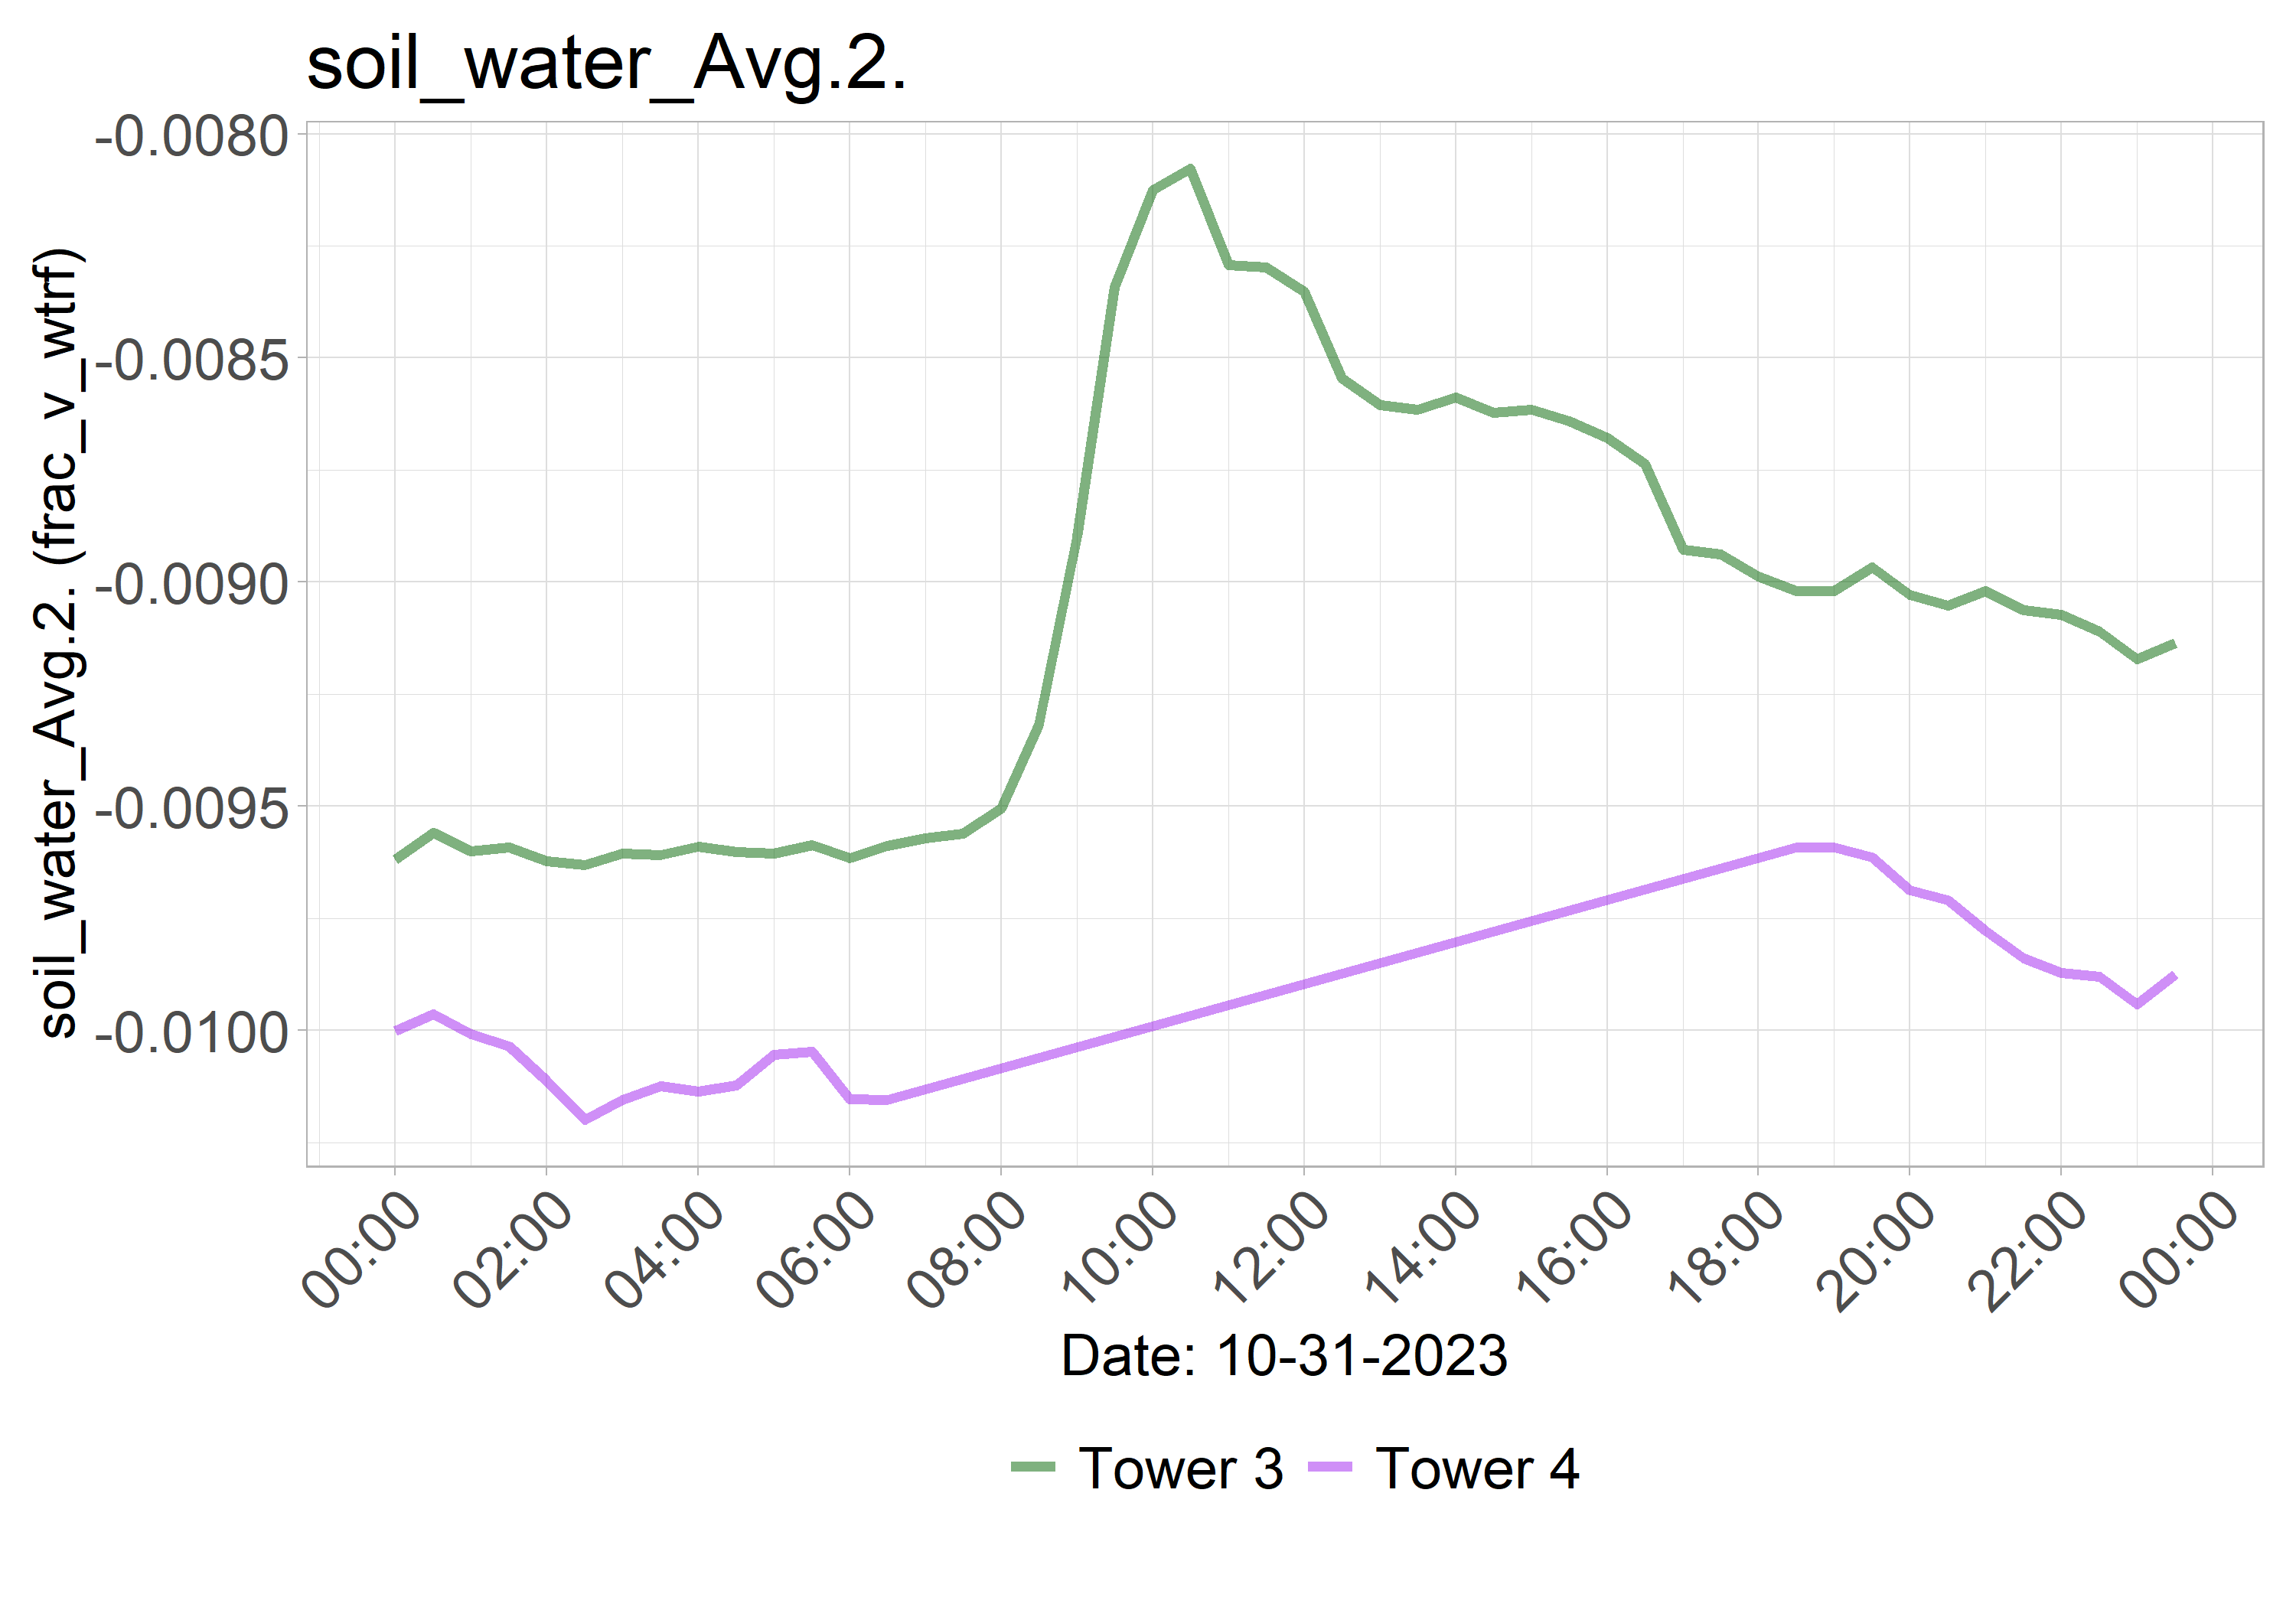 soil_water_Avg.2.
soil_water_Avg.2. (frac_v_wtrf)
-0.0080
-0.0085
-0.0090
-0.0095
-0.0100
00:00 02:00 04:00 06:00 08:00 10:00 12:00 14:00 16:00 18:00 20:00 22:00 00:00
Date: 10-31-2023
Tower 3 Tower 4